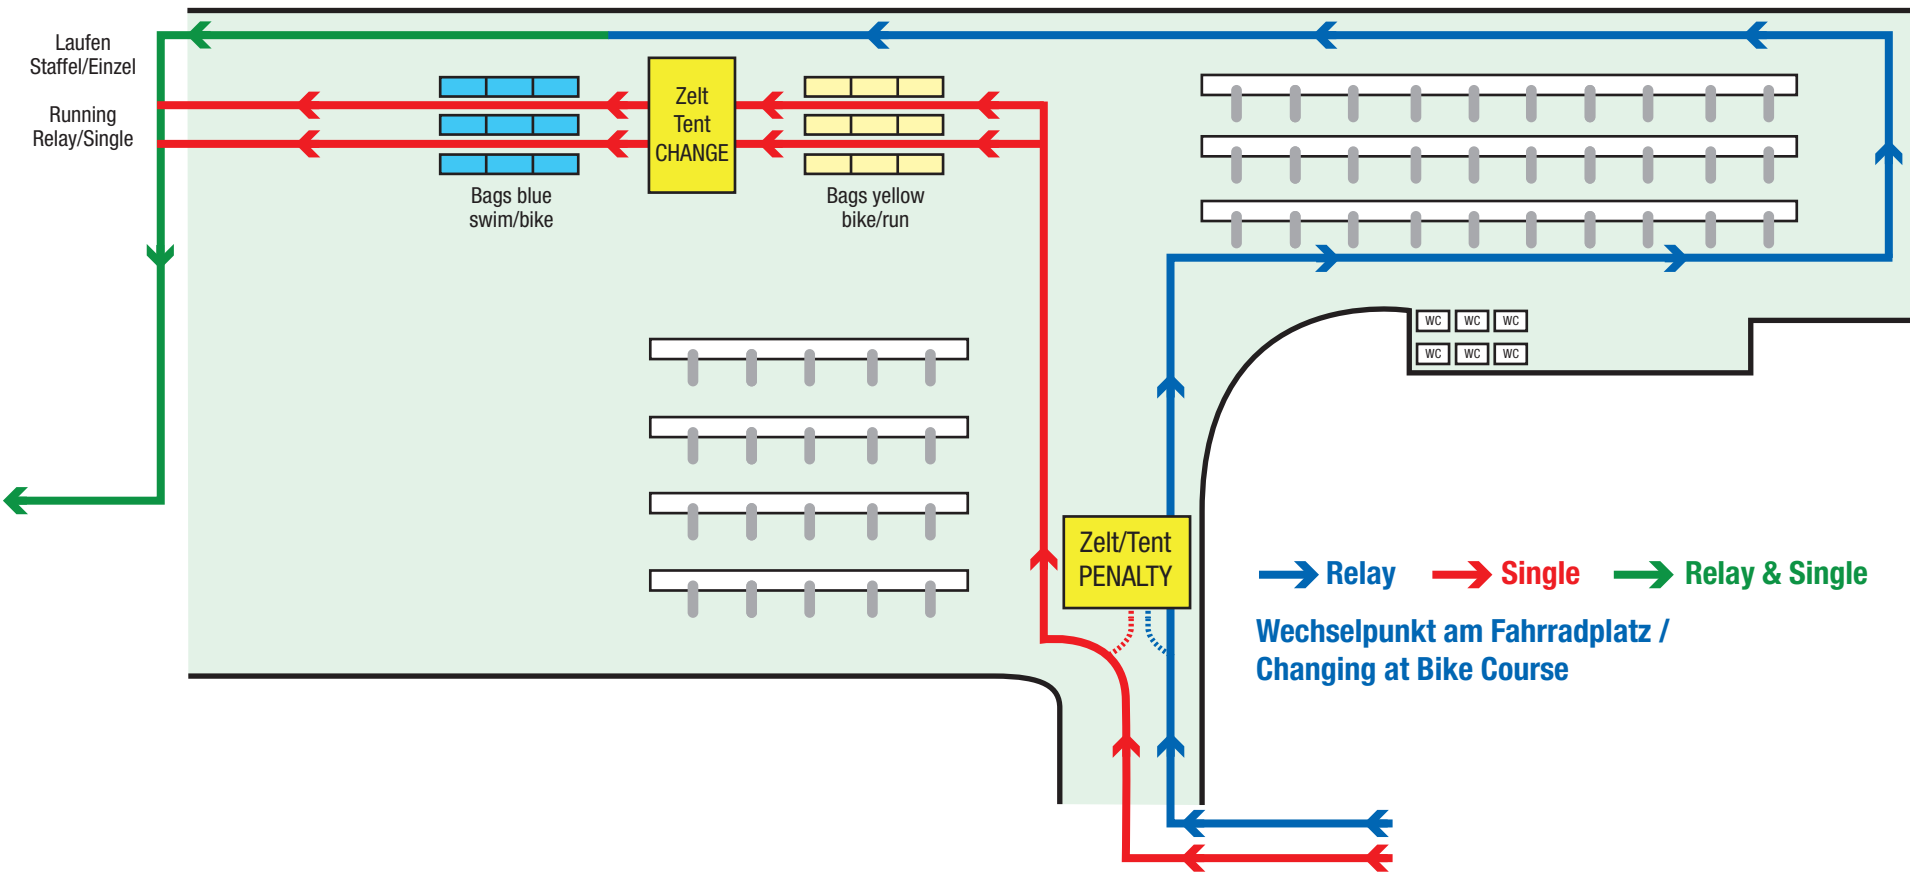 Laufen
Staffel/Einzel
Running
Relay/Single
Zelt
Tent
CHANGE
Bags blue
swim/bike
Bags yellow
bike/run
WC WC WC
WC WC WC
Zelt/Tent
PENALTY
Relay
Single
Relay & Single
Wechselpunkt am Fahrradplatz /
Changing at Bike Course